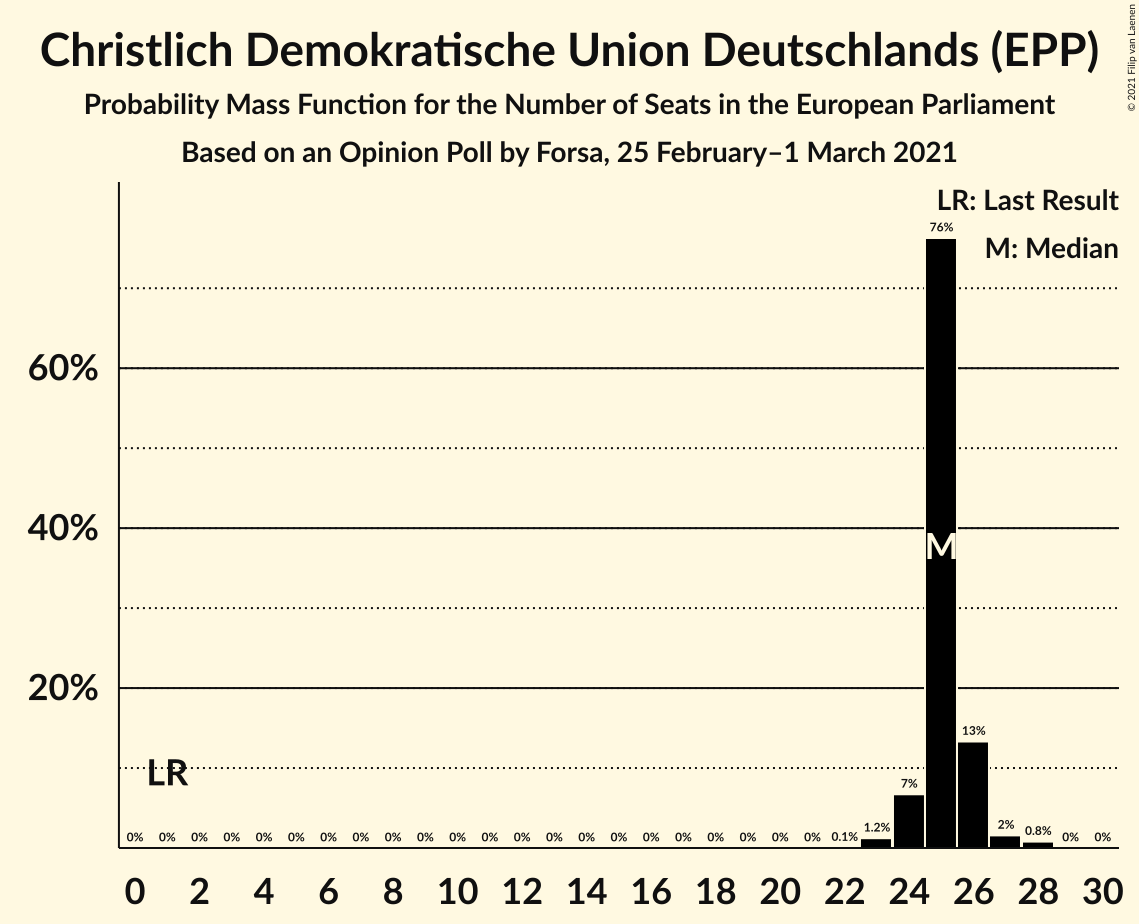 Christlich Demokratische Union Deutschlands (EPP)
Probability Mass Function for the Number of Seats in the European Parliament
Based on an Opinion Poll by Forsa, 25 February–1 March 2021
© 2021 Filip van Laenen
LR: Last Result
M: Median
76%
60%
40%
M
20%
13%
LR
7%
0% 0% 0% 0% 0% 0% 0% 0% 0% 0% 0% 0% 0% 0% 0% 0% 0% 0% 0% 0% 0% 0% 0.1% 1.2% 2% 0.8% 0% 0%
0 2 4 6 8 10 12 14 16 18 20 22 24 26 28 30